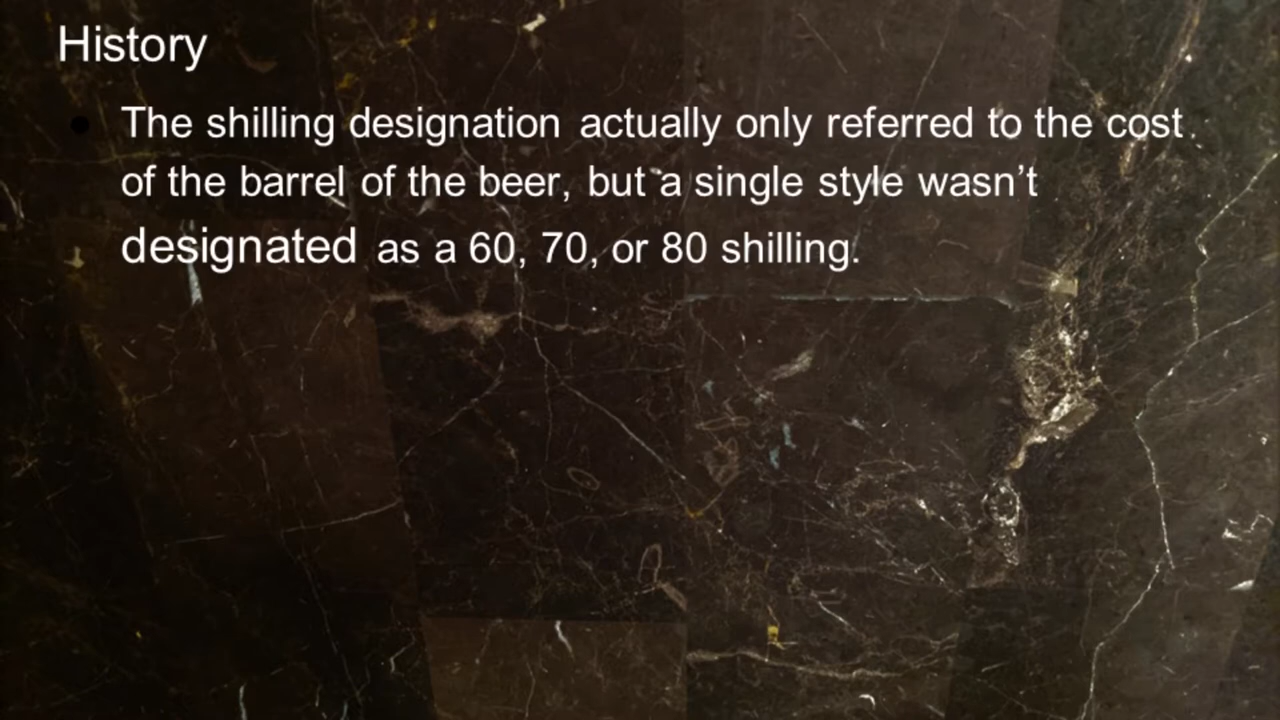 History
The shilling designation actually only referred to the cost
of the barrel of the beer, but a single style wasn’t
designated as a 60, 70, or 80 shilling.